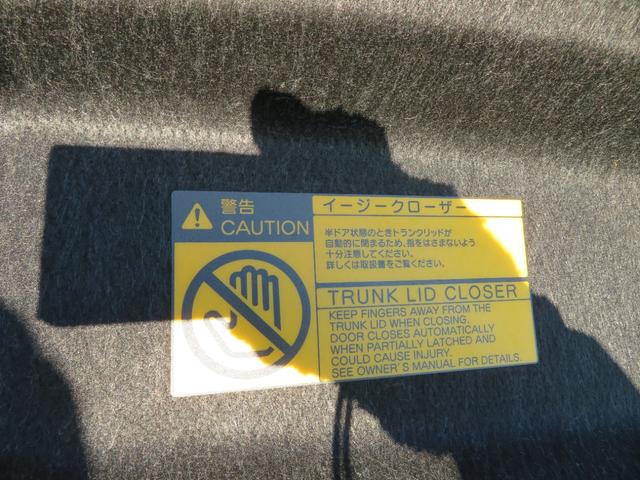 警告
CAUTION
イージークローザー
半ドア状態のときトランクリッドが
自動的に閉まるため、指をはさまないよう
十分注意してください。
詳しくは取扱書をご覧ください。
TRUNK LID CLOSER
KEEP FINGERS AWAY FROM THE
TRUNK LID WHEN CLOSING.
DOOR CLOSES AUTOMATICALLY
WHEN PARTIALLY LATCHED AND
COULD CAUSE INJURY.
SEE OWNER'S MANUAL FOR DETAILS.